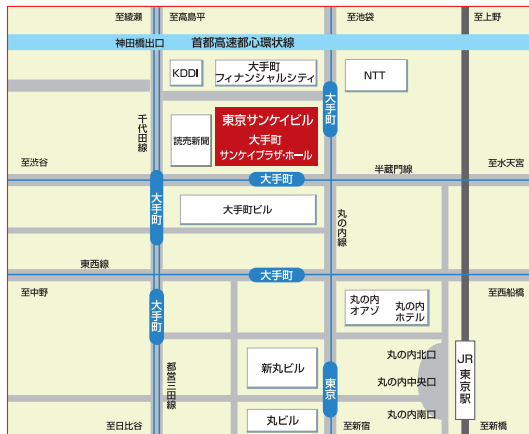 至綾瀬
至高島平
至池袋
至上野
神田橋出口
首都高速都心環状線
KDDI
大手町
フィナンシャルシティ
NTT
大手町
千代田線
読売新聞
東京サンケイビル
大手町
サンケイプラザ・ホール
至渋谷
半蔵門線
至水天宮
大手町
大手町
大手町ビル
丸の内線
東西線
大手町
至中野
至西船橋
大手町
丸の内
オアゾ
丸の内
ホテル
都営三田線
新丸ビル
東京
丸の内北口
丸の内中央口
丸の内南口
JR東京駅
丸ビル
至日比谷
至新宿
至新橋